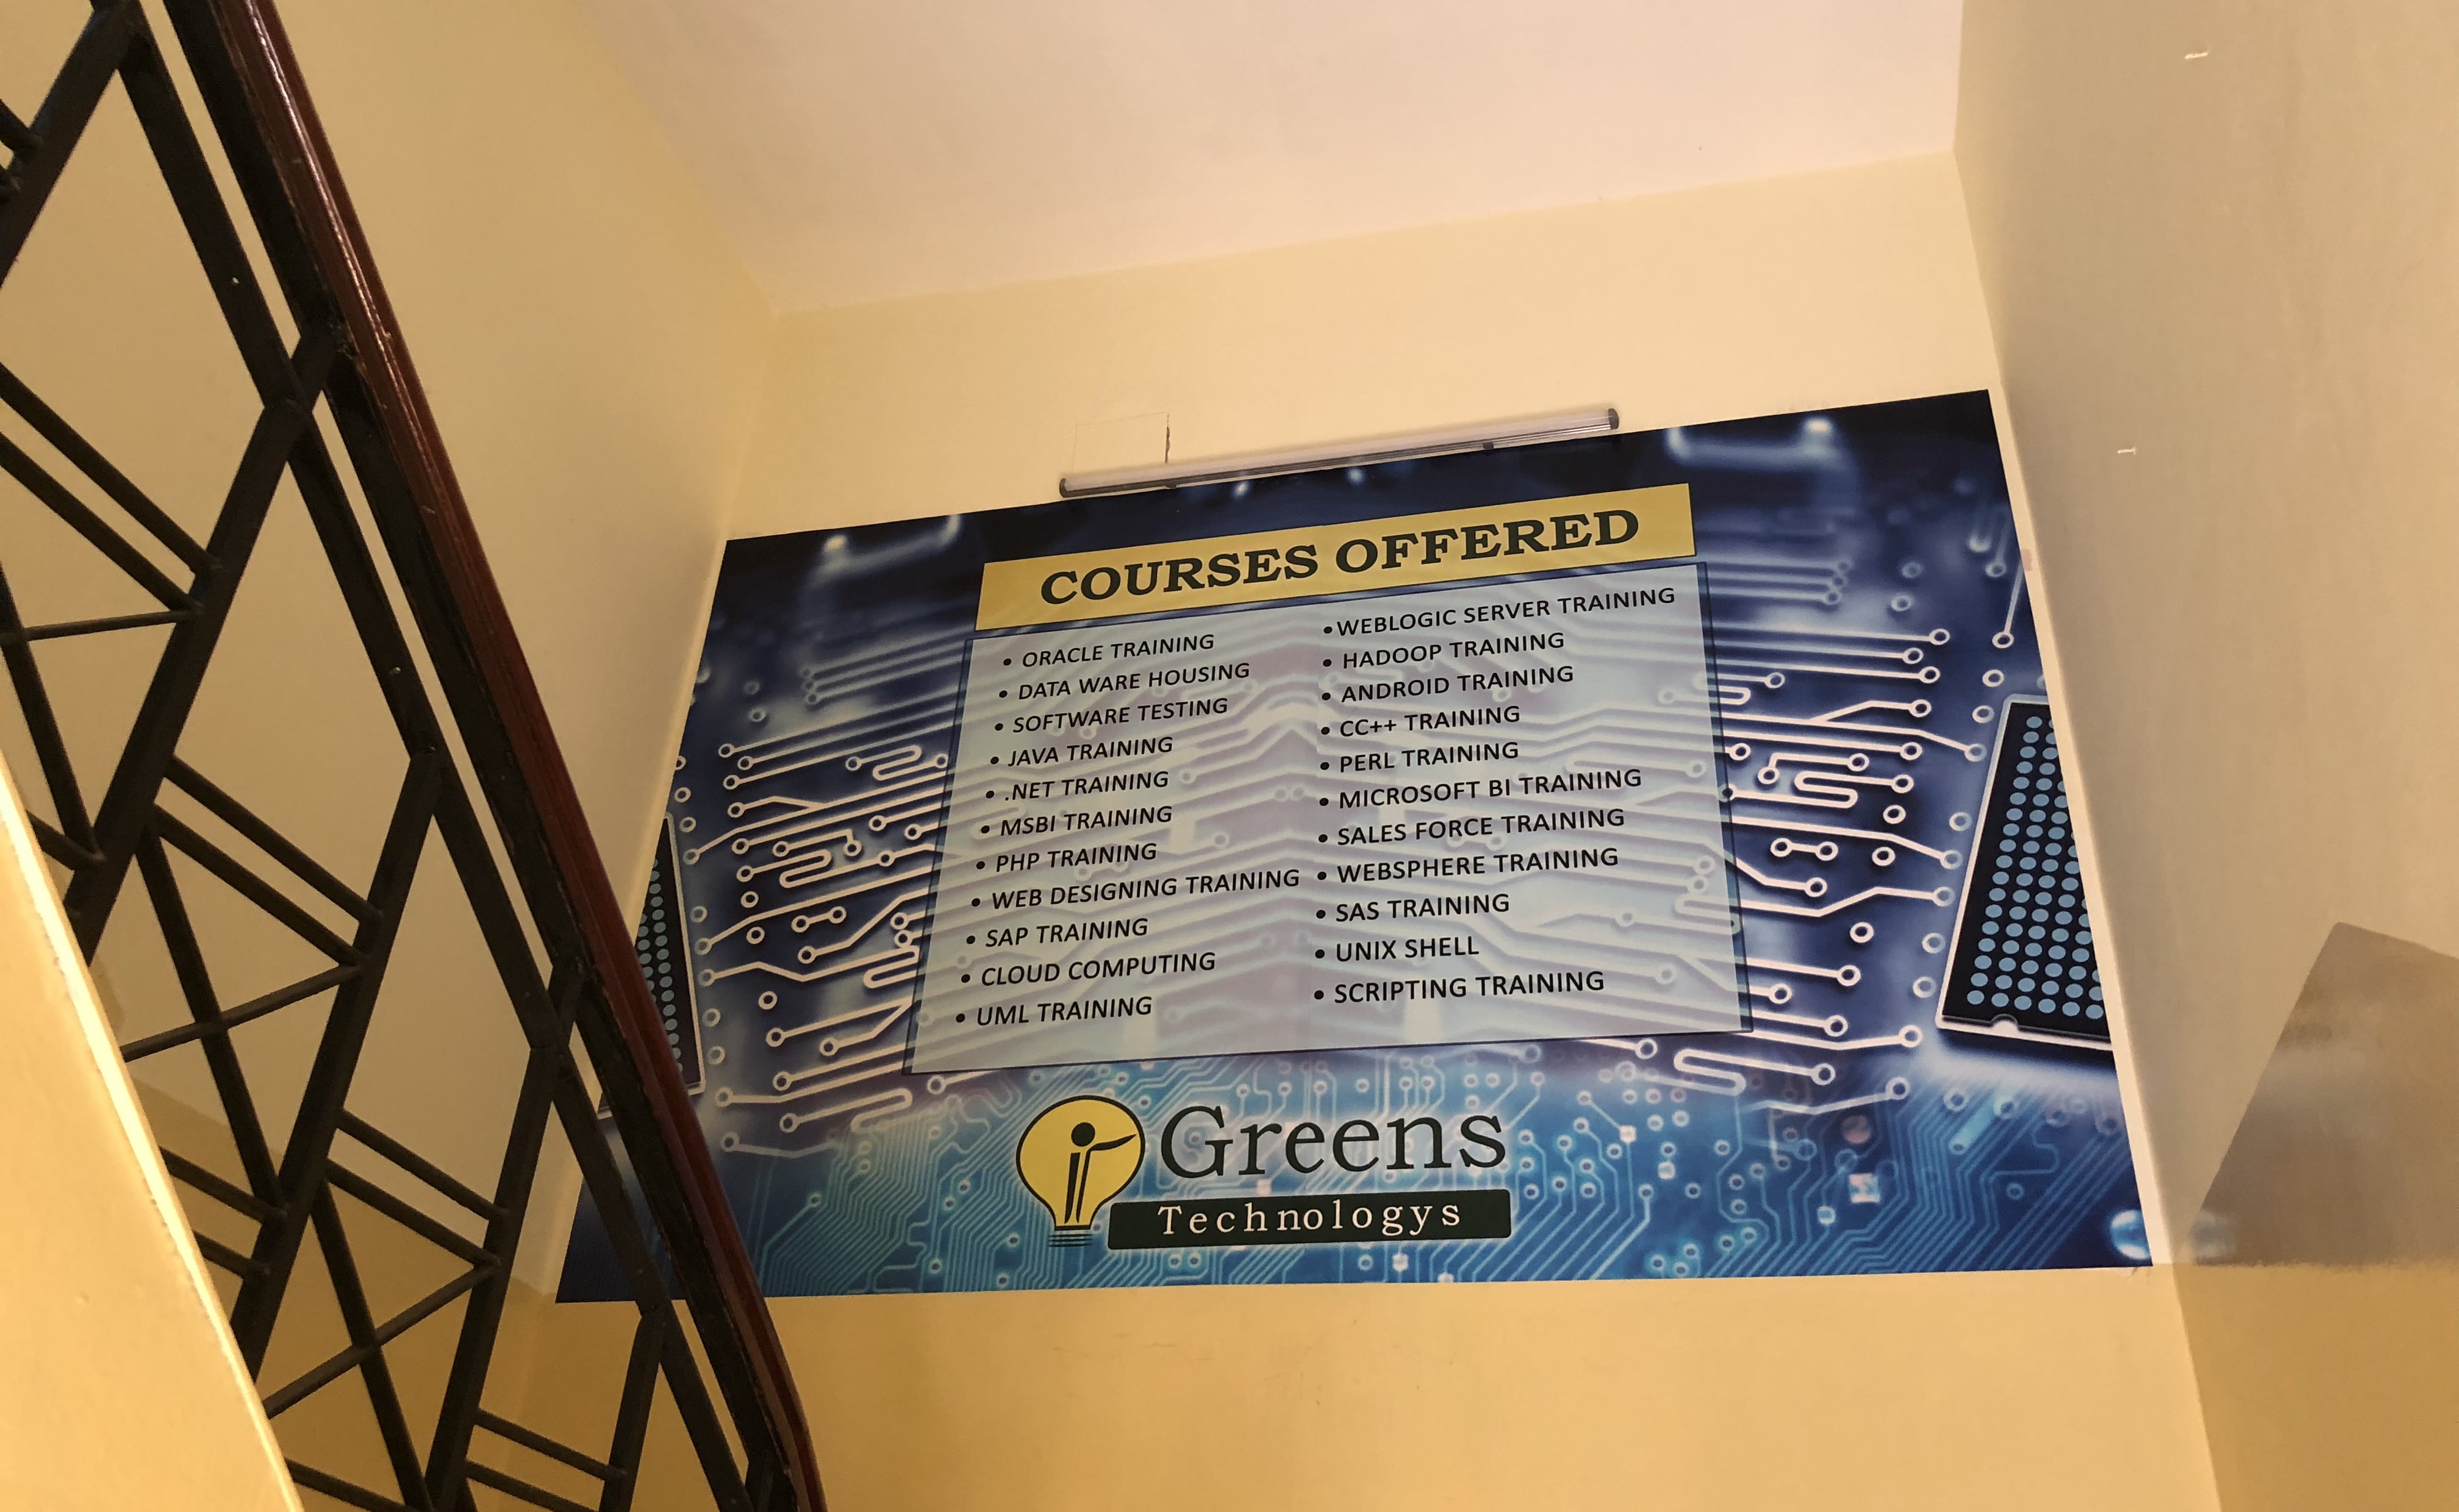 COURSES OFFERED
• ORACLE TRAINING
• DATA WARE HOUSING
• SOFTWARE TESTING
• JAVA TRAINING
• .NET TRAINING
• MSBI TRAINING
• PHP TRAINING
• WEB DESIGNING TRAINING
• SAP TRAINING
• CLOUD COMPUTING
• UML TRAINING
• WEBLOGIC SERVER TRAINING
• HADOOP TRAINING
• ANDROID TRAINING
• CC++ TRAINING
• PERL TRAINING
• MICROSOFT BI TRAINING
• SALES FORCE TRAINING
• WEBSPHERE TRAINING
• SAS TRAINING
• UNIX SHELL
• SCRIPTING TRAINING
Greens
Technologys